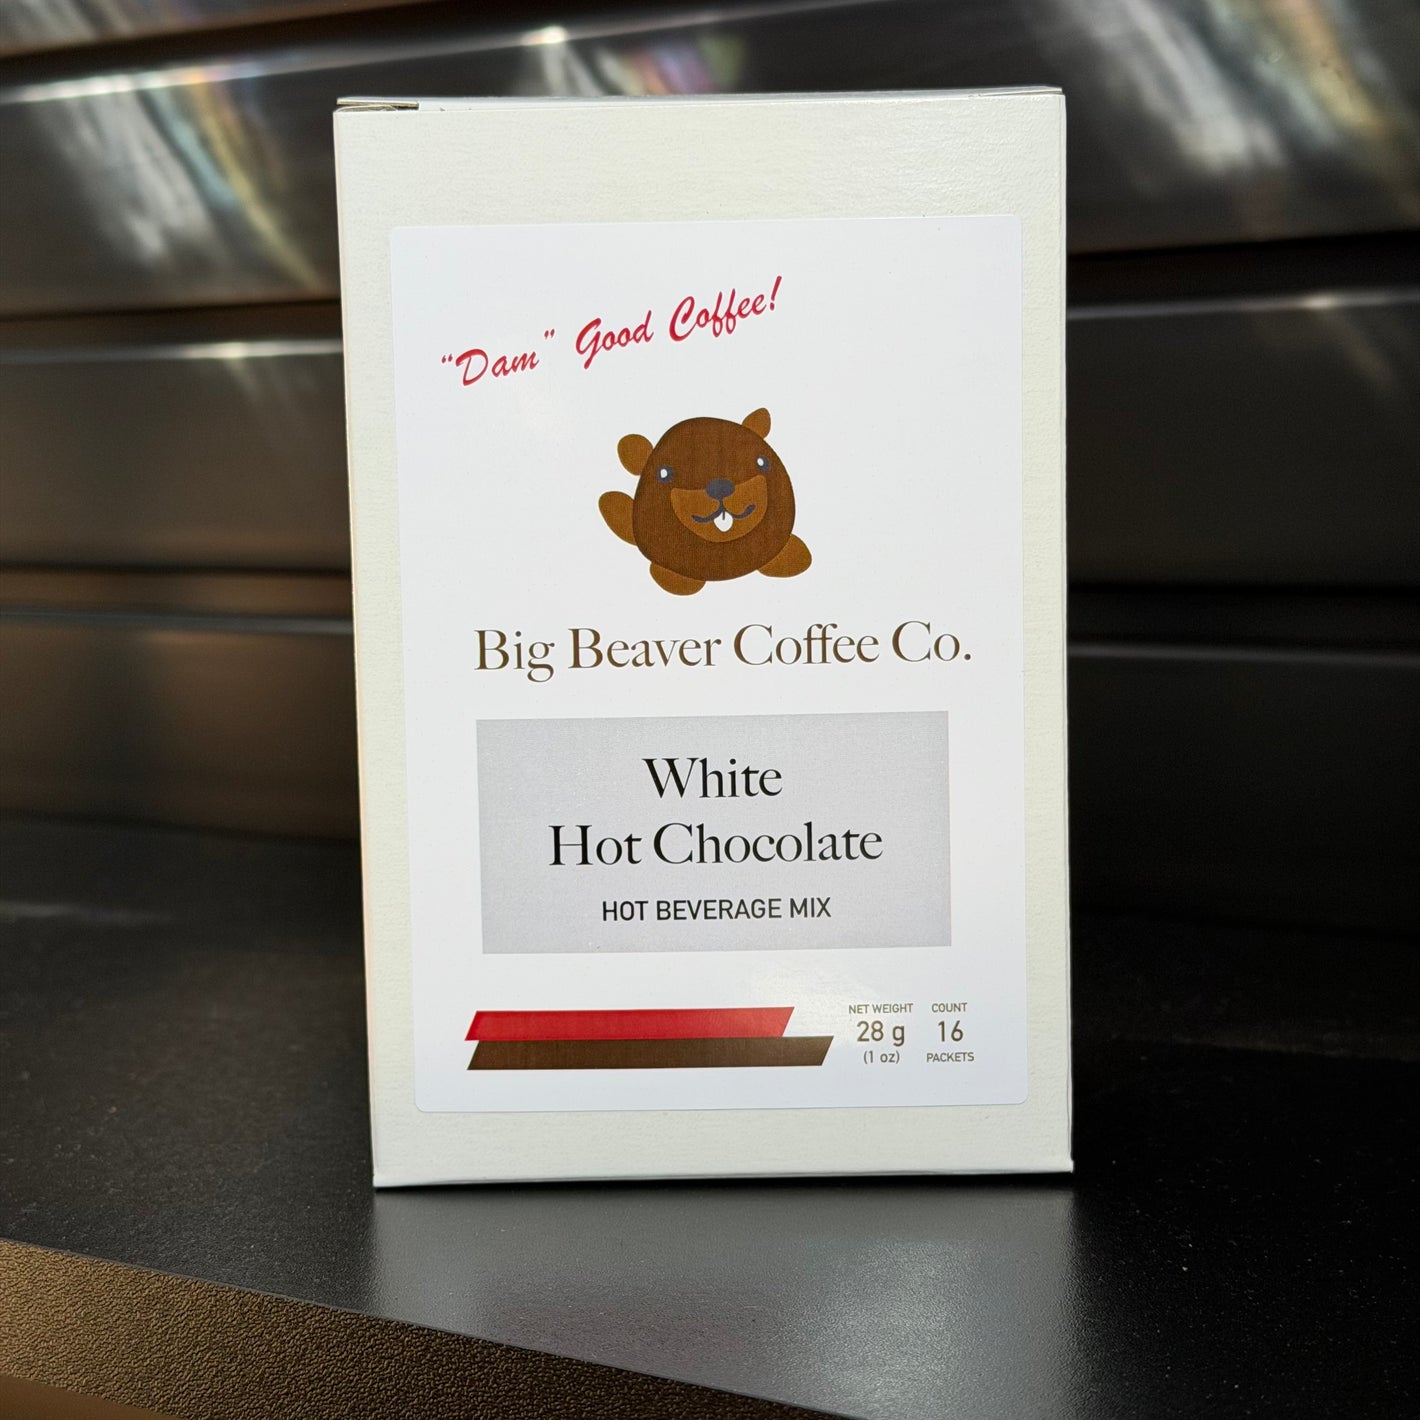 “Dam” Good Coffee!
Big Beaver Coffee Co.
White
Hot Chocolate
HOT BEVERAGE MIX
NET WEIGHT
28 g
(1 oz)
COUNT
16
PACKETS